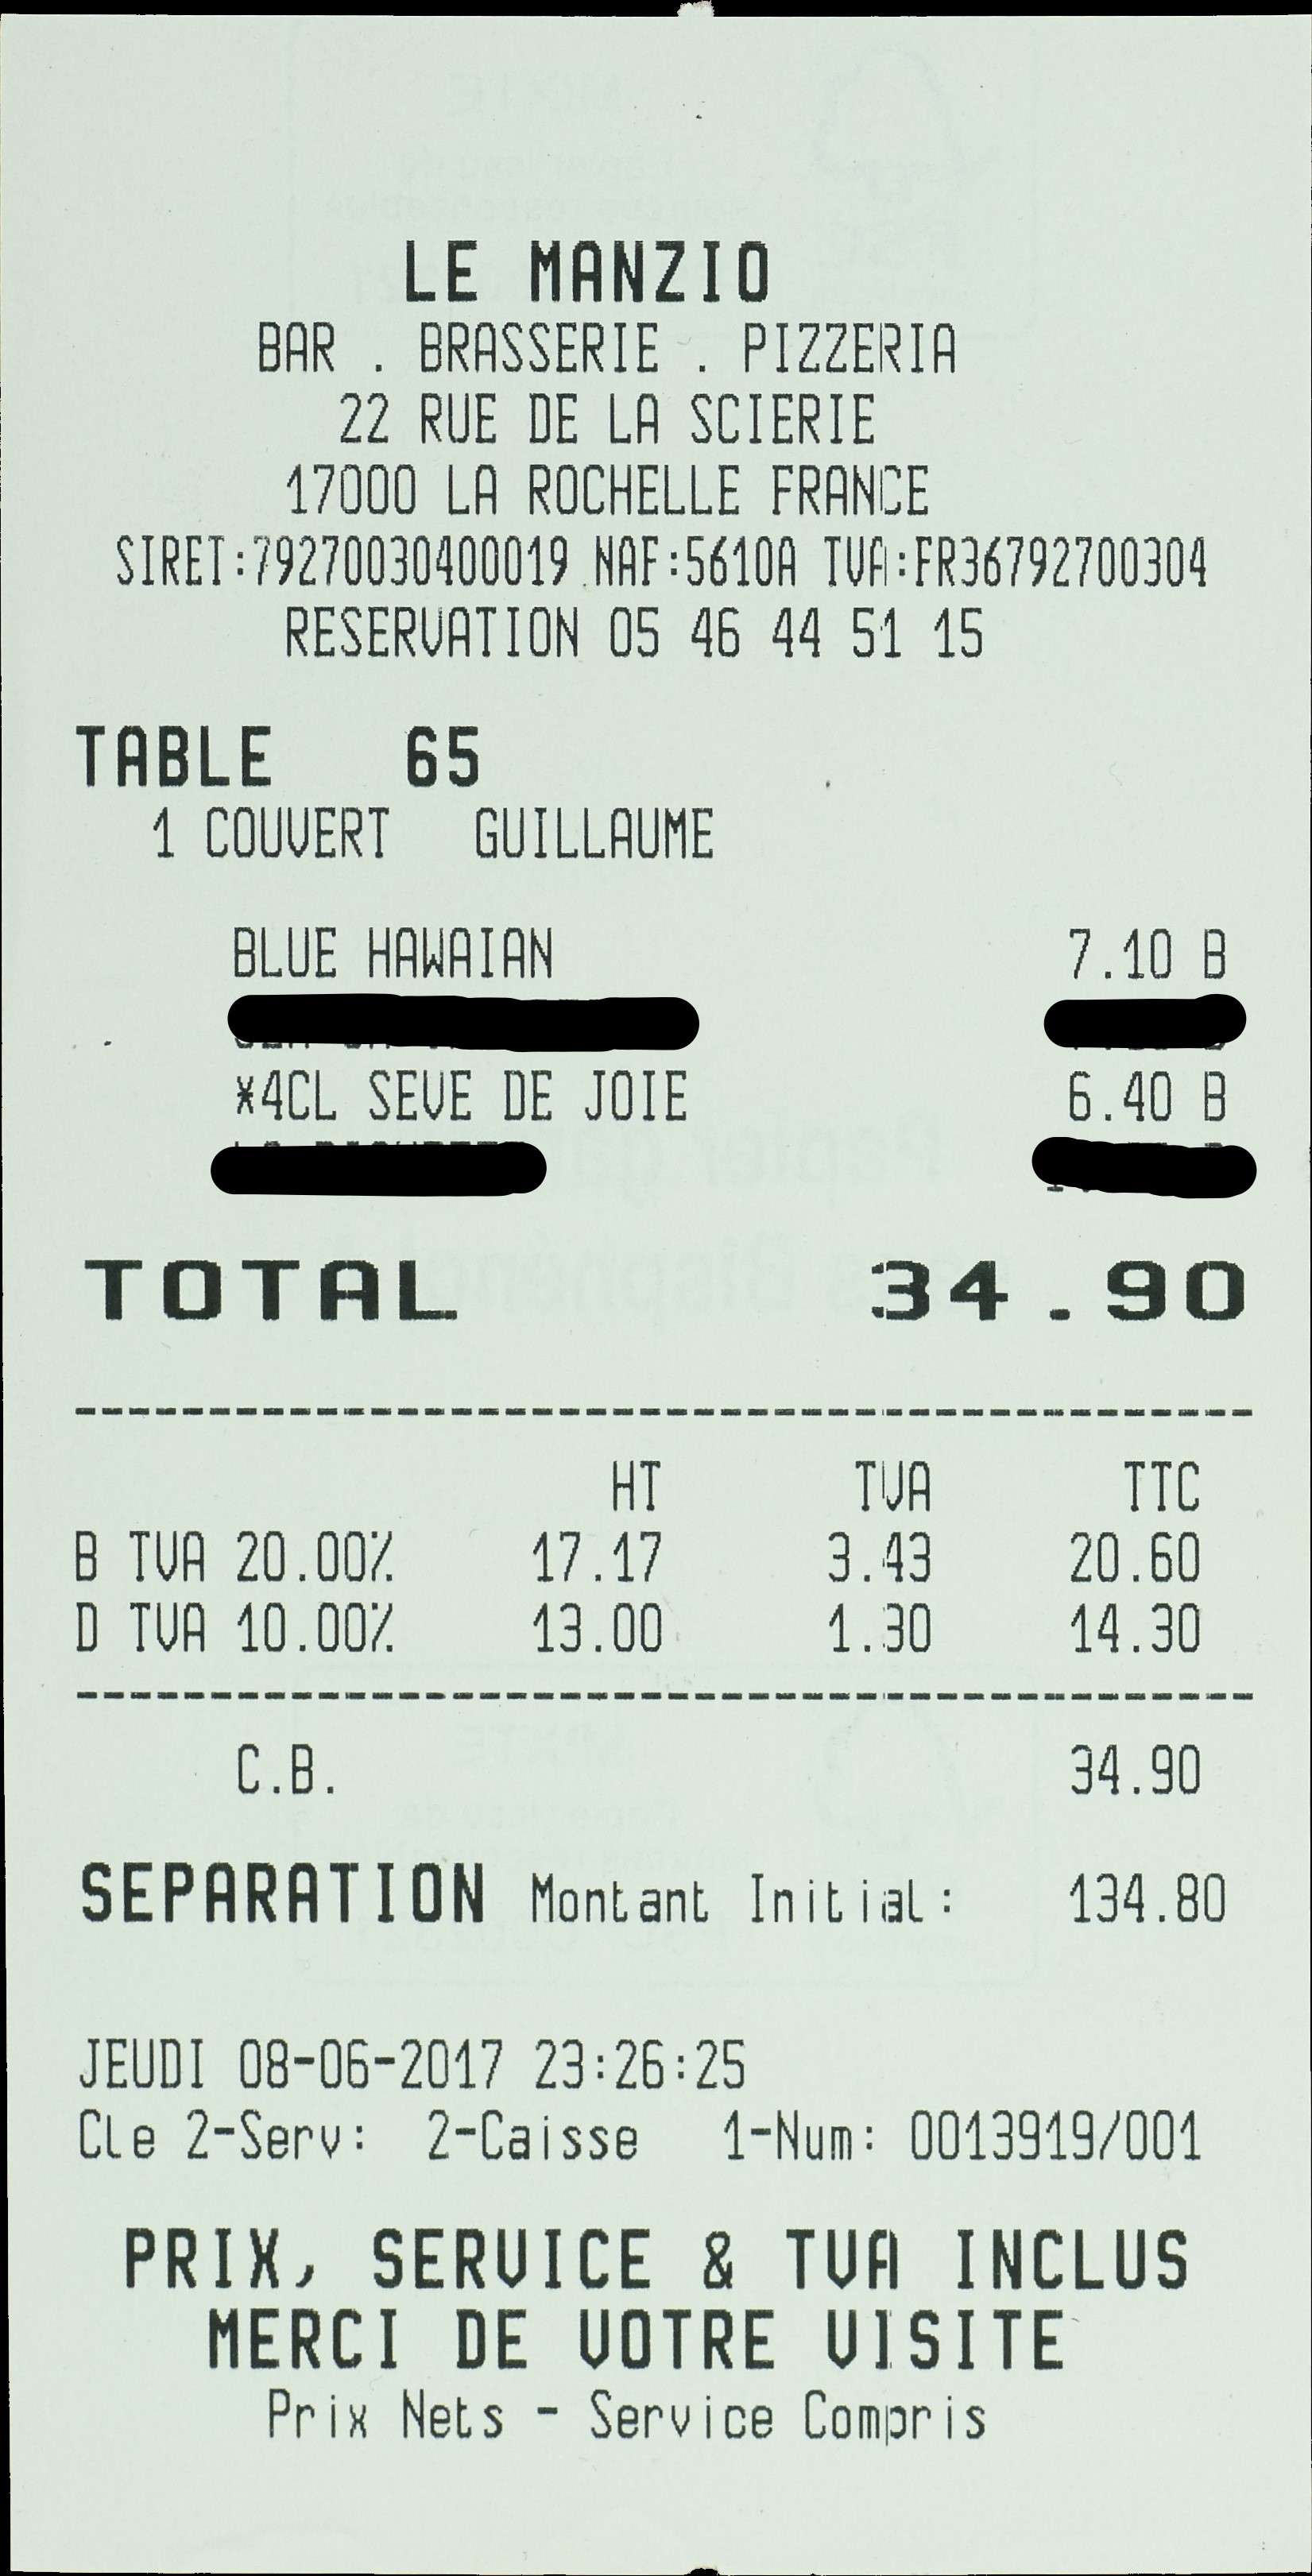 LE MANZIO
BAR . BRASSERIE . PIZZERIA
22 RUE DE LA SCIERIE
17000 LA ROCHELLE FRANCE
SIRET:79270030400019 NAF:5610A TVA:FR36792700304
RESERVATION 05 46 44 51 15
TABLE 65
1 COUVERT GUILLAUME
BLUE HAWAIAN 7.10 B
*4CL SEVE DE JOIE 6.40 B
TOTAL 34.90
HT TVA TTC
B TVA 20.00% 17.17 3.43 20.60
D TVA 10.00% 13.00 1.30 14.30
C.B. 34.90
SEPARATION Montant Initial: 134.80
JEUDI 08-06-2017 23:26:25
Cle 2-Serv: 2-Caisse 1-Num: 0013919/001
PRIX, SERVICE & TVA INCLUS
MERCI DE VOTRE VISITE
Prix Nets - Service Compris